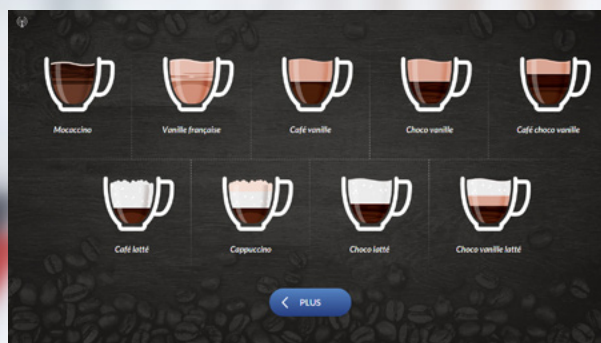 Mocaccino
Vanille française
Café vanille
Choco vanille
Café choco vanille
Café latté
Cappuccino
Choco latté
Choco vanille latté
PLUS